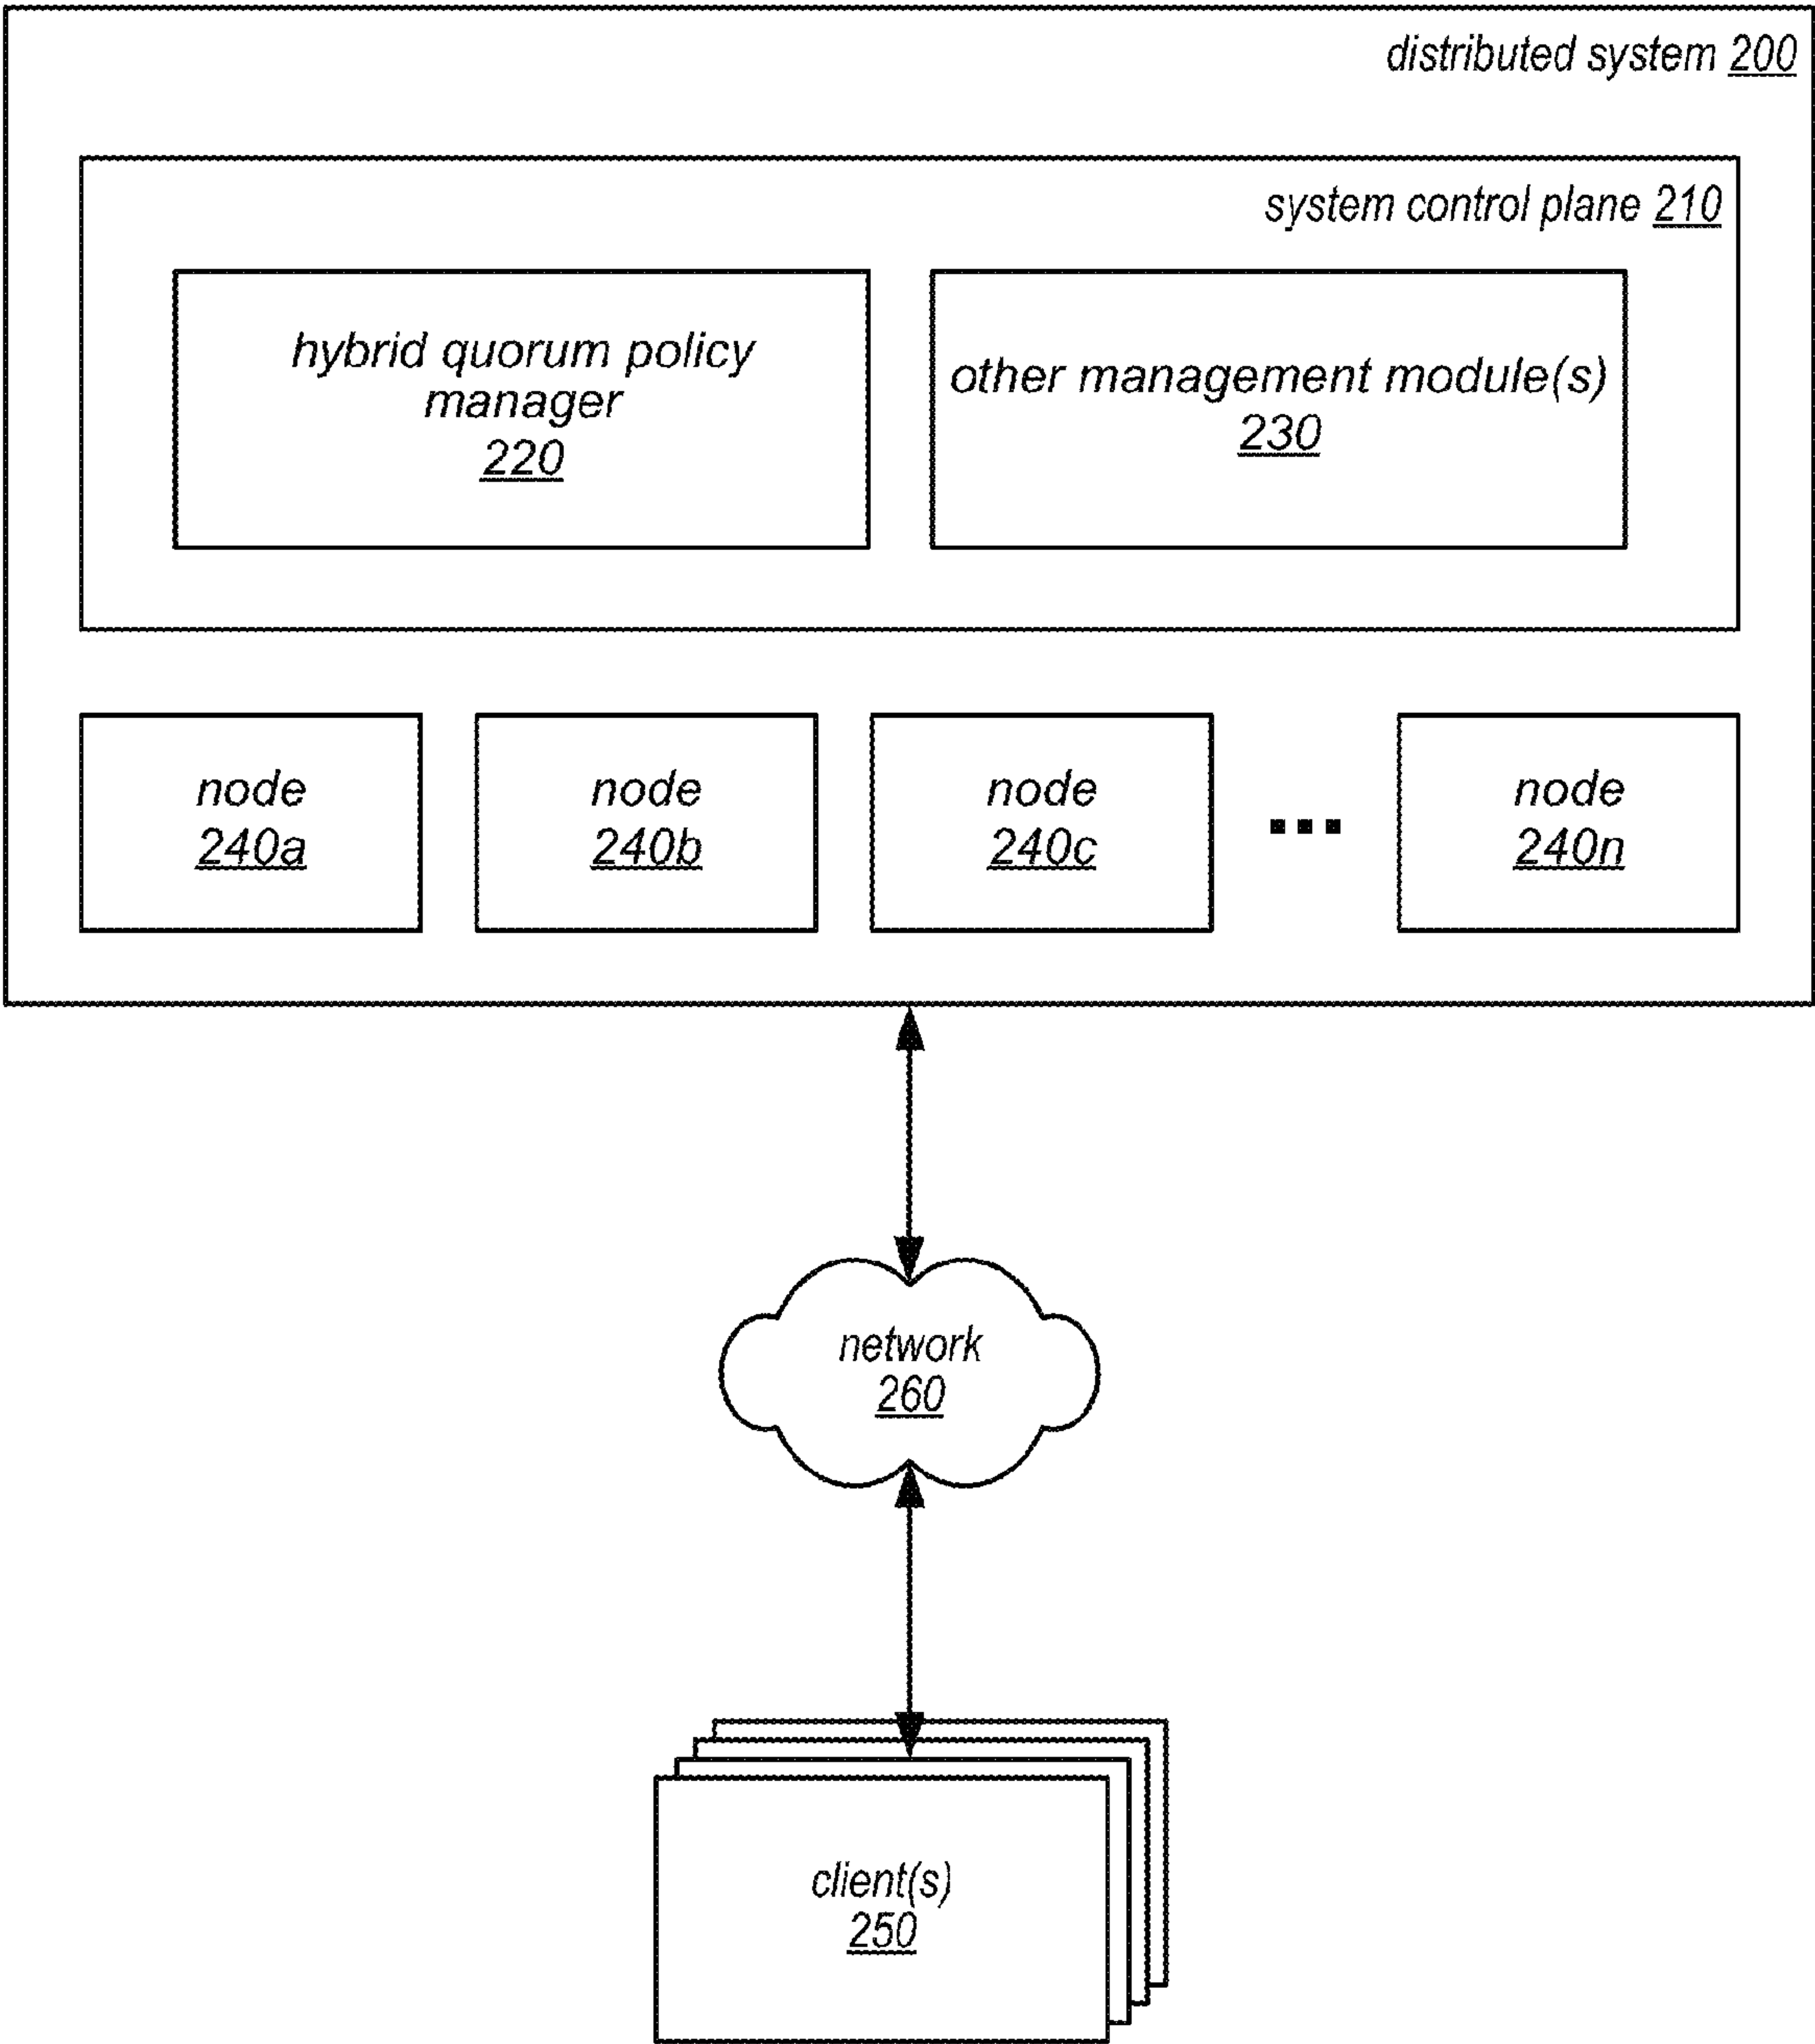 distributed system 200
system control plane 210
hybrid quorum policy
manager
220
other management module(s)
230
node
240a
node
240b
node
240c
...
node
240n
network
260
client(s)
250